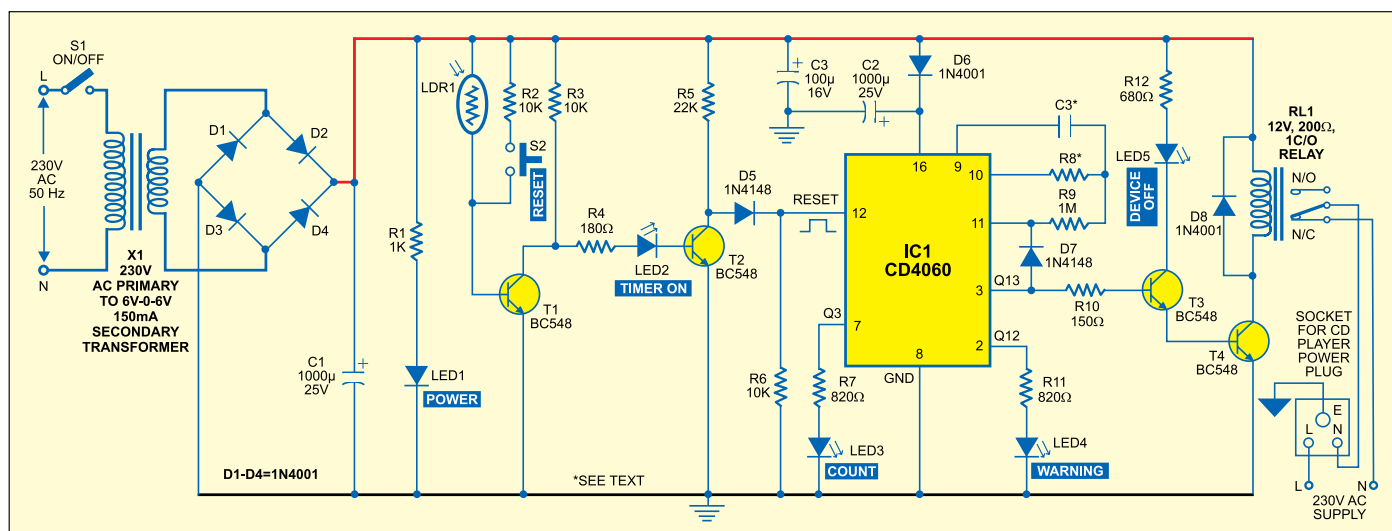 S1
ON/OFF
L
230V
AC
50 Hz
N
X1
230V
AC PRIMARY
TO 6V-0-6V
150mA
SECONDARY
TRANSFORMER
D1
D2
D3
D4
D1-D4=1N4001
C1
1000µ
25V
+
R1
1K
LED1
POWER
LDR1
R2
10K
S2
RESET
R3
10K
T1
BC548
R4
180Ω
LED2
TIMER ON
R5
22K
T2
BC548
D5
1N4148
R6
10K
*SEE TEXT
C3
100µ
16V
+
C2
1000µ
25V
+
D6
1N4001
RESET
12
16
9
10
11
3
2
8
7
IC1
CD4060
GND
Q3
Q13
Q12
C3*
R8*
R9
1M
D7
1N4148
R10
150Ω
R7
820Ω
LED3
COUNT
R11
820Ω
LED4
WARNING
R12
680Ω
LED5
DEVICE
OFF
T3
BC548
T4
BC548
D8
1N4001
RL1
12V, 200Ω,
1C/O
RELAY
N/O
N/C
SOCKET
FOR CD
PLAYER
POWER
PLUG
E
L
N
L
N
230V AC
SUPPLY